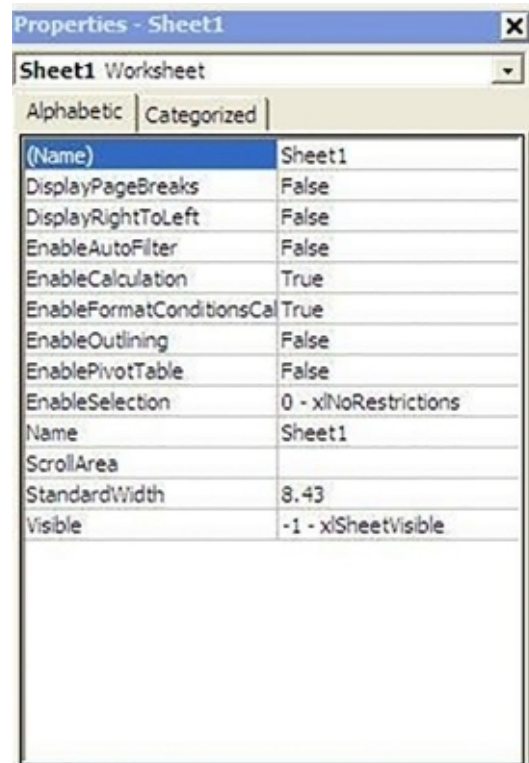 Properties - Sheet1
Sheet1 Worksheet
Alphabetic Categorized
(Name) Sheet1
DisplayPageBreaks False
DisplayRightToLeft False
EnableAutoFilter False
EnableCalculation True
EnableFormatConditionsCal True
EnableOutlining False
EnablePivotTable False
EnableSelection 0 - xlNoRestrictions
Name Sheet1
ScrollArea
StandardWidth 8.43
Visible -1 - xlSheetVisible